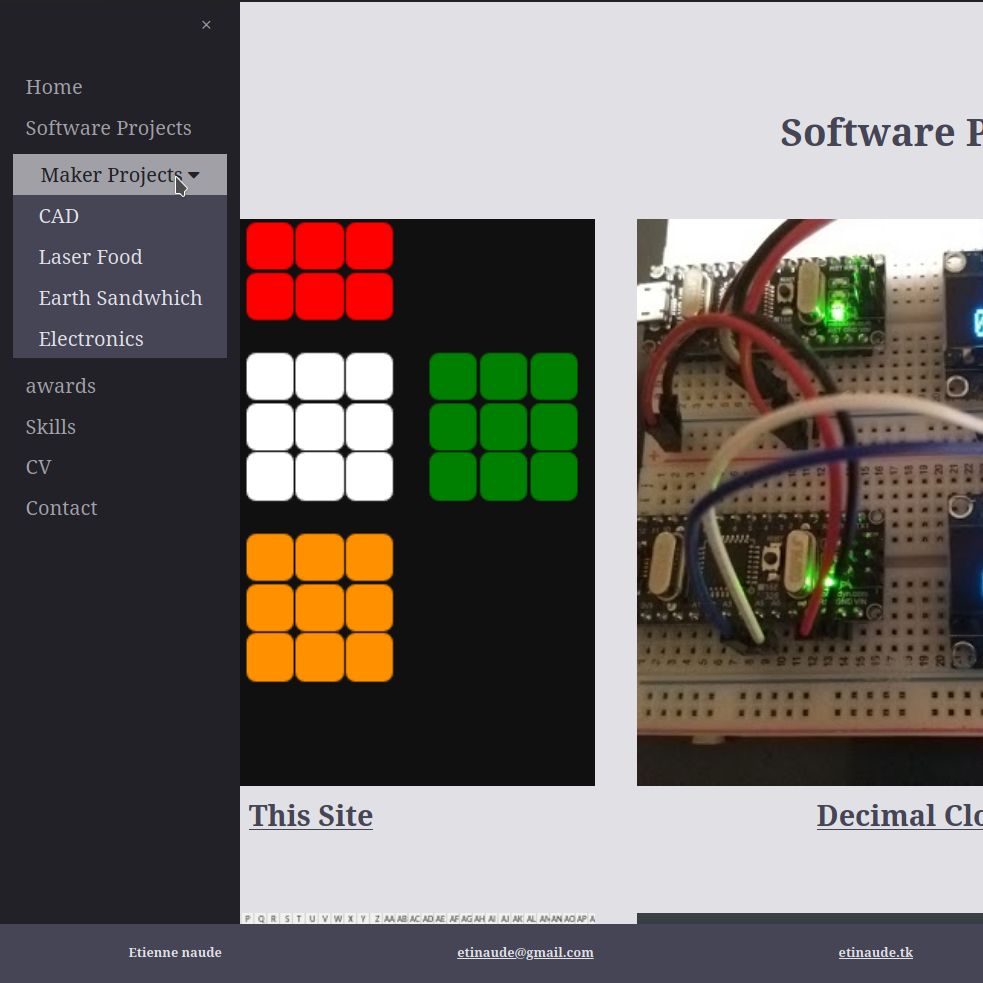 ×
Home
Software Projects
Maker Projects
CAD
Laser Food
Earth Sandwhich
Electronics
awards
Skills
CV
Contact
Software P
This Site
Decimal Clo
P Q R S T U V W X Y Z AA AB AC AD AE AF AG AH AI AJ AK AL AM AN AO AP A
Etienne naude
etinaude@gmail.com
etinaude.tk